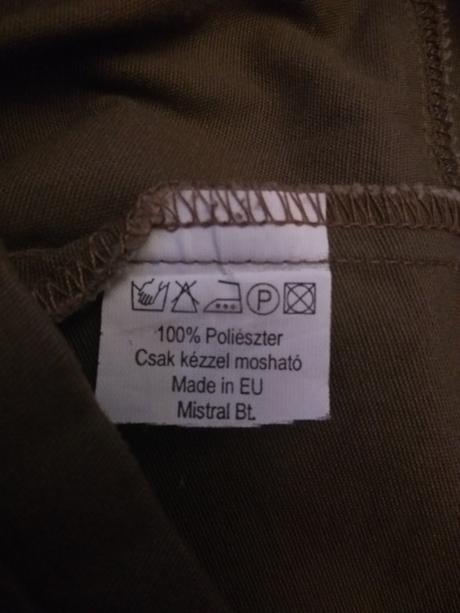 P
100% Poliészter
Csak kézzel mosható
Made in EU
Mistral Bt.